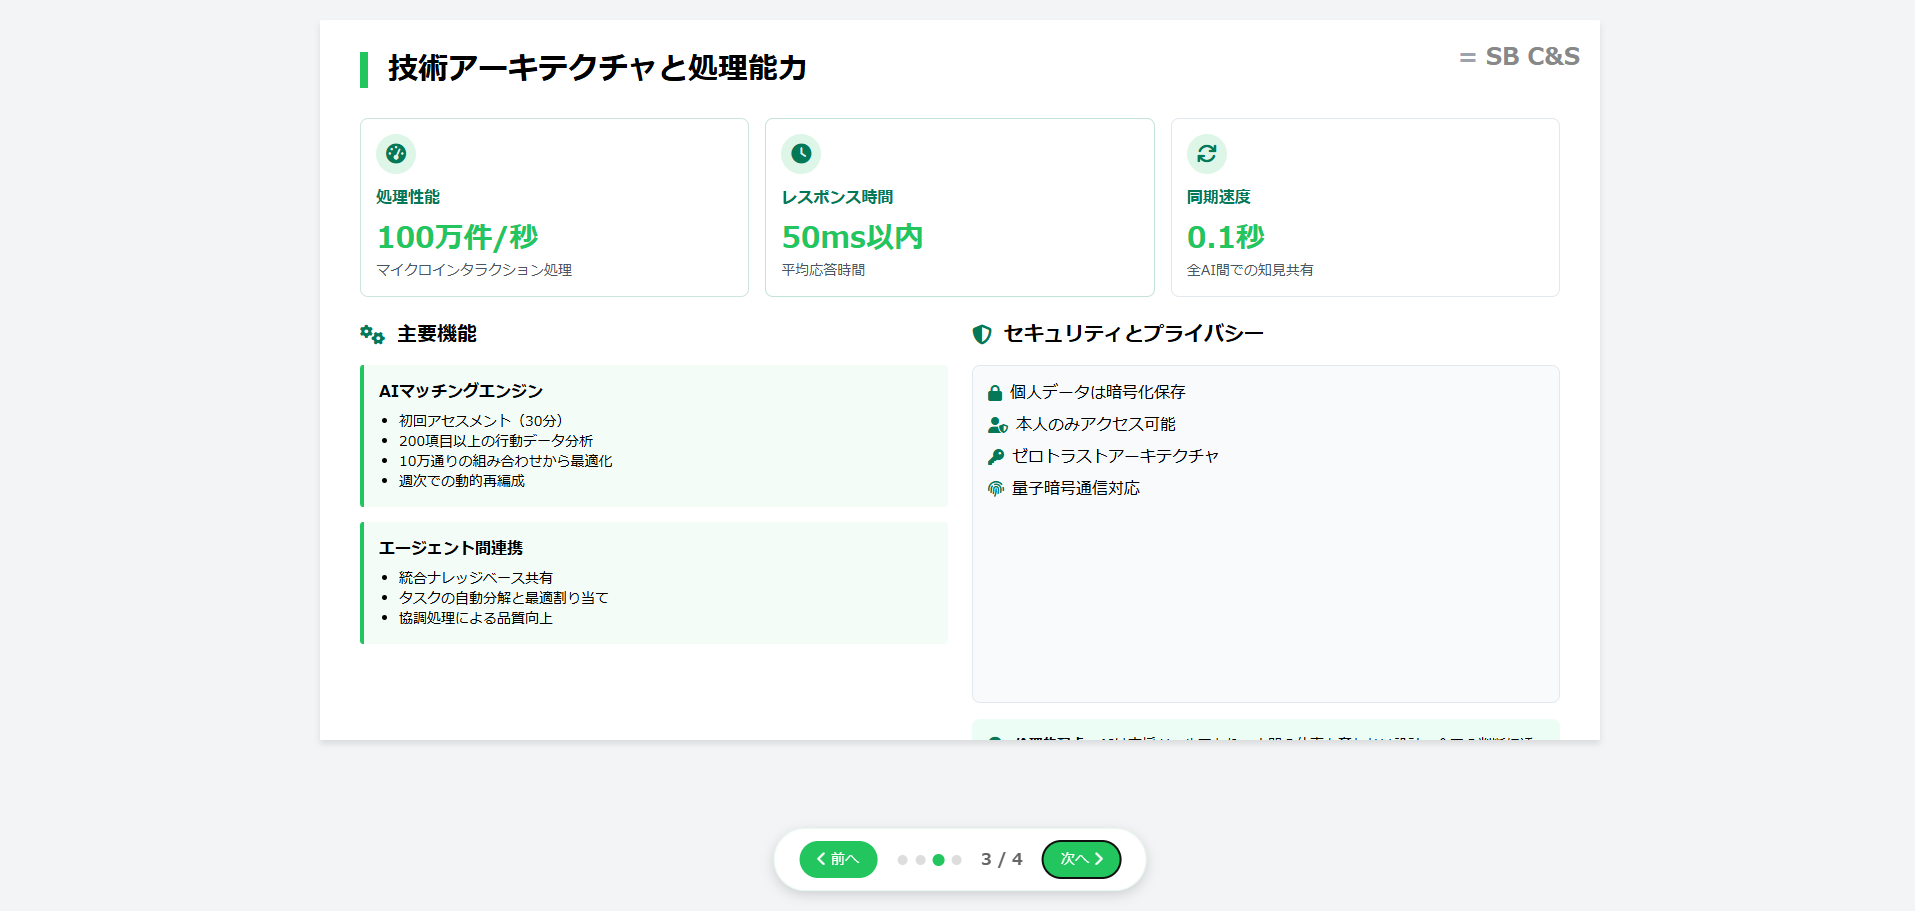 技術アーキテクチャと処理能力
= SB C&S
処理性能
100万件/秒
マイクロインタラクション処理
レスポンス時間
50ms以内
平均応答時間
同期速度
0.1秒
全AI間での知見共有
主要機能
AIマッチングエンジン
• 初回アセスメント（30分）
• 200項目以上の行動データ分析
• 10万通りの組み合わせから最適化
• 週次での動的再編成
エージェント間連携
• 統合ナレッジベース共有
• タスクの自動分解と最適割り当て
• 協調処理による品質向上
セキュリティとプライバシー
個人データは暗号化保存
本人のみアクセス可能
ゼロトラストアーキテクチャ
量子暗号通信対応
前へ
3 / 4
次へ